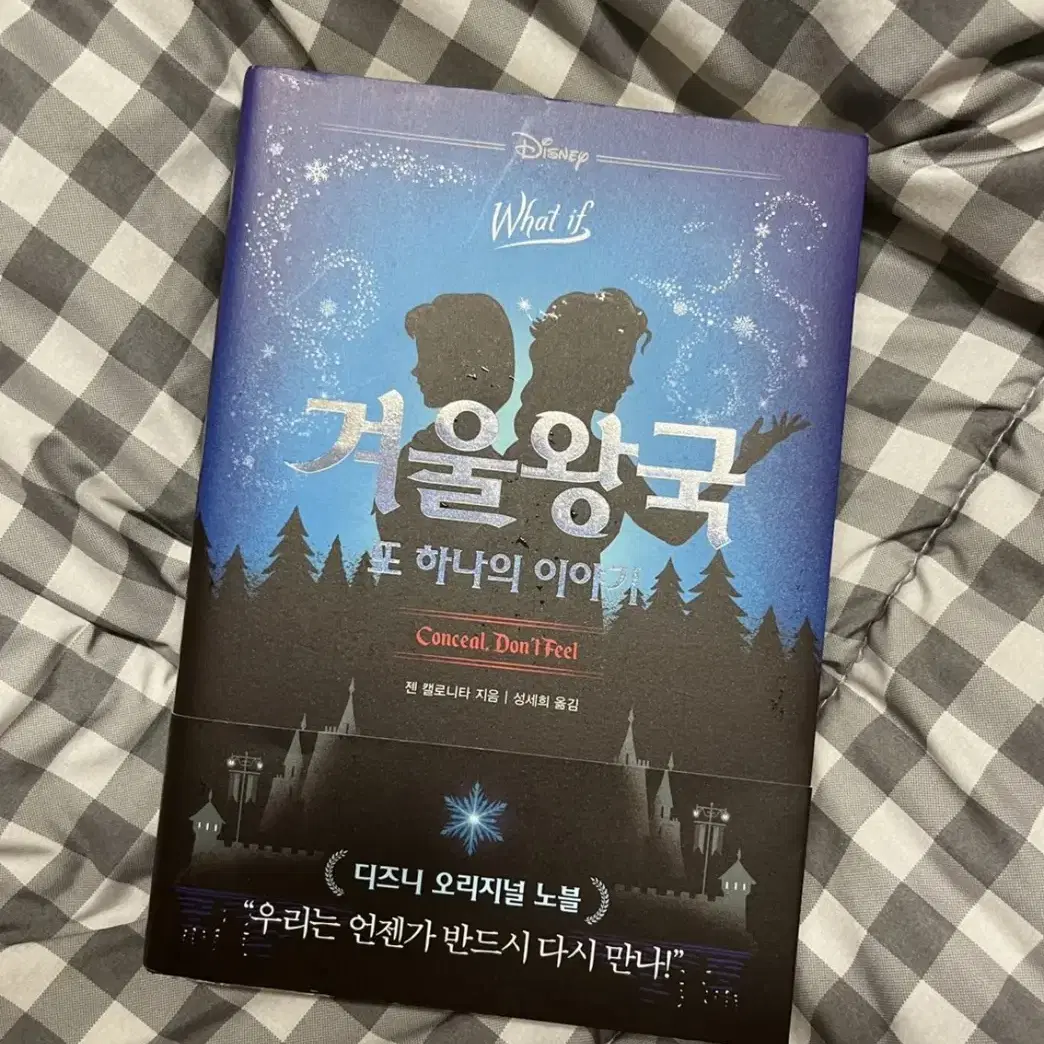 Disney
What if
겨울왕국
또 하나의 이야기
Conceal, Don't Feel
젠 캘로니타 지음 | 성세희 옮김
디즈니 오리지널 노블
“우리는 언젠가 반드시 다시 만나!”